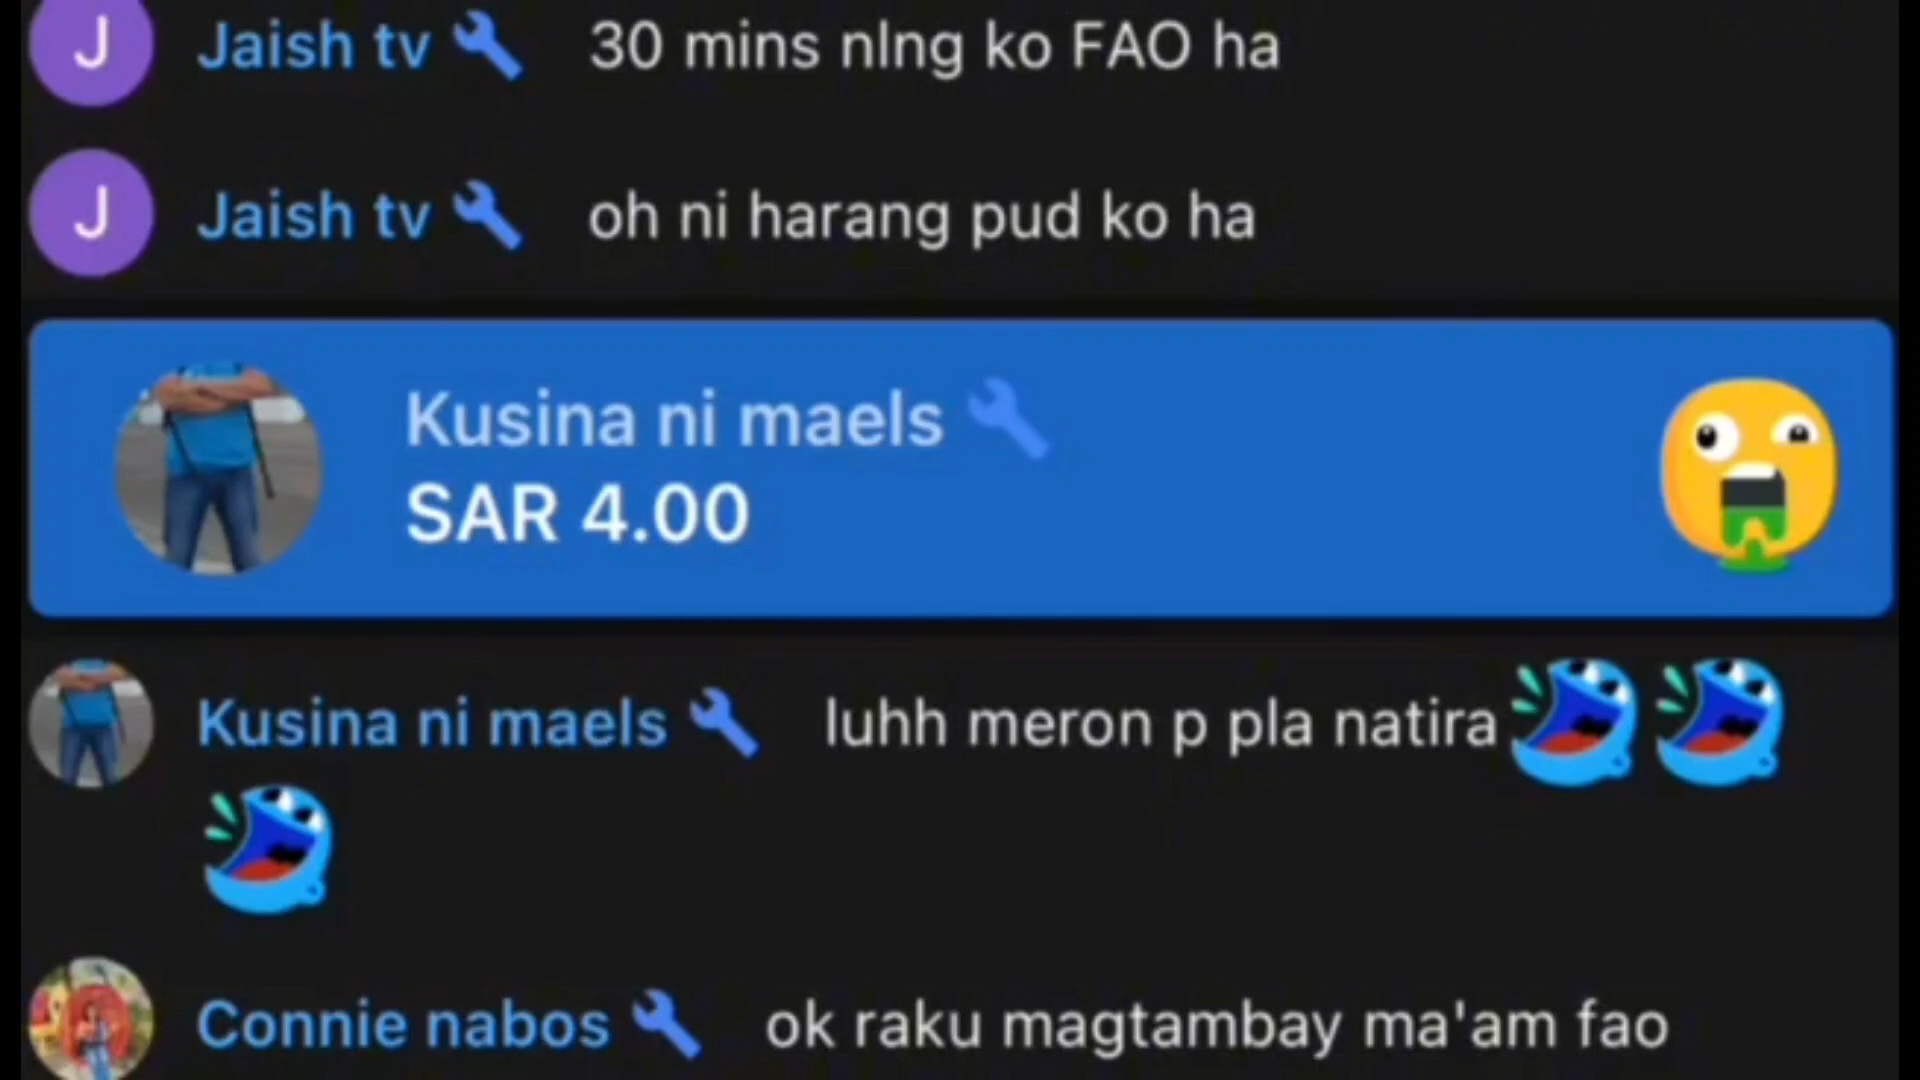 J Jaish tv 30 mins nlng ko FAO ha
J Jaish tv oh ni harang pud ko ha
Kusina ni maels
SAR 4.00
Kusina ni maels luhh meron p pla natira
Connie nabos ok raku magtambay ma'am fao